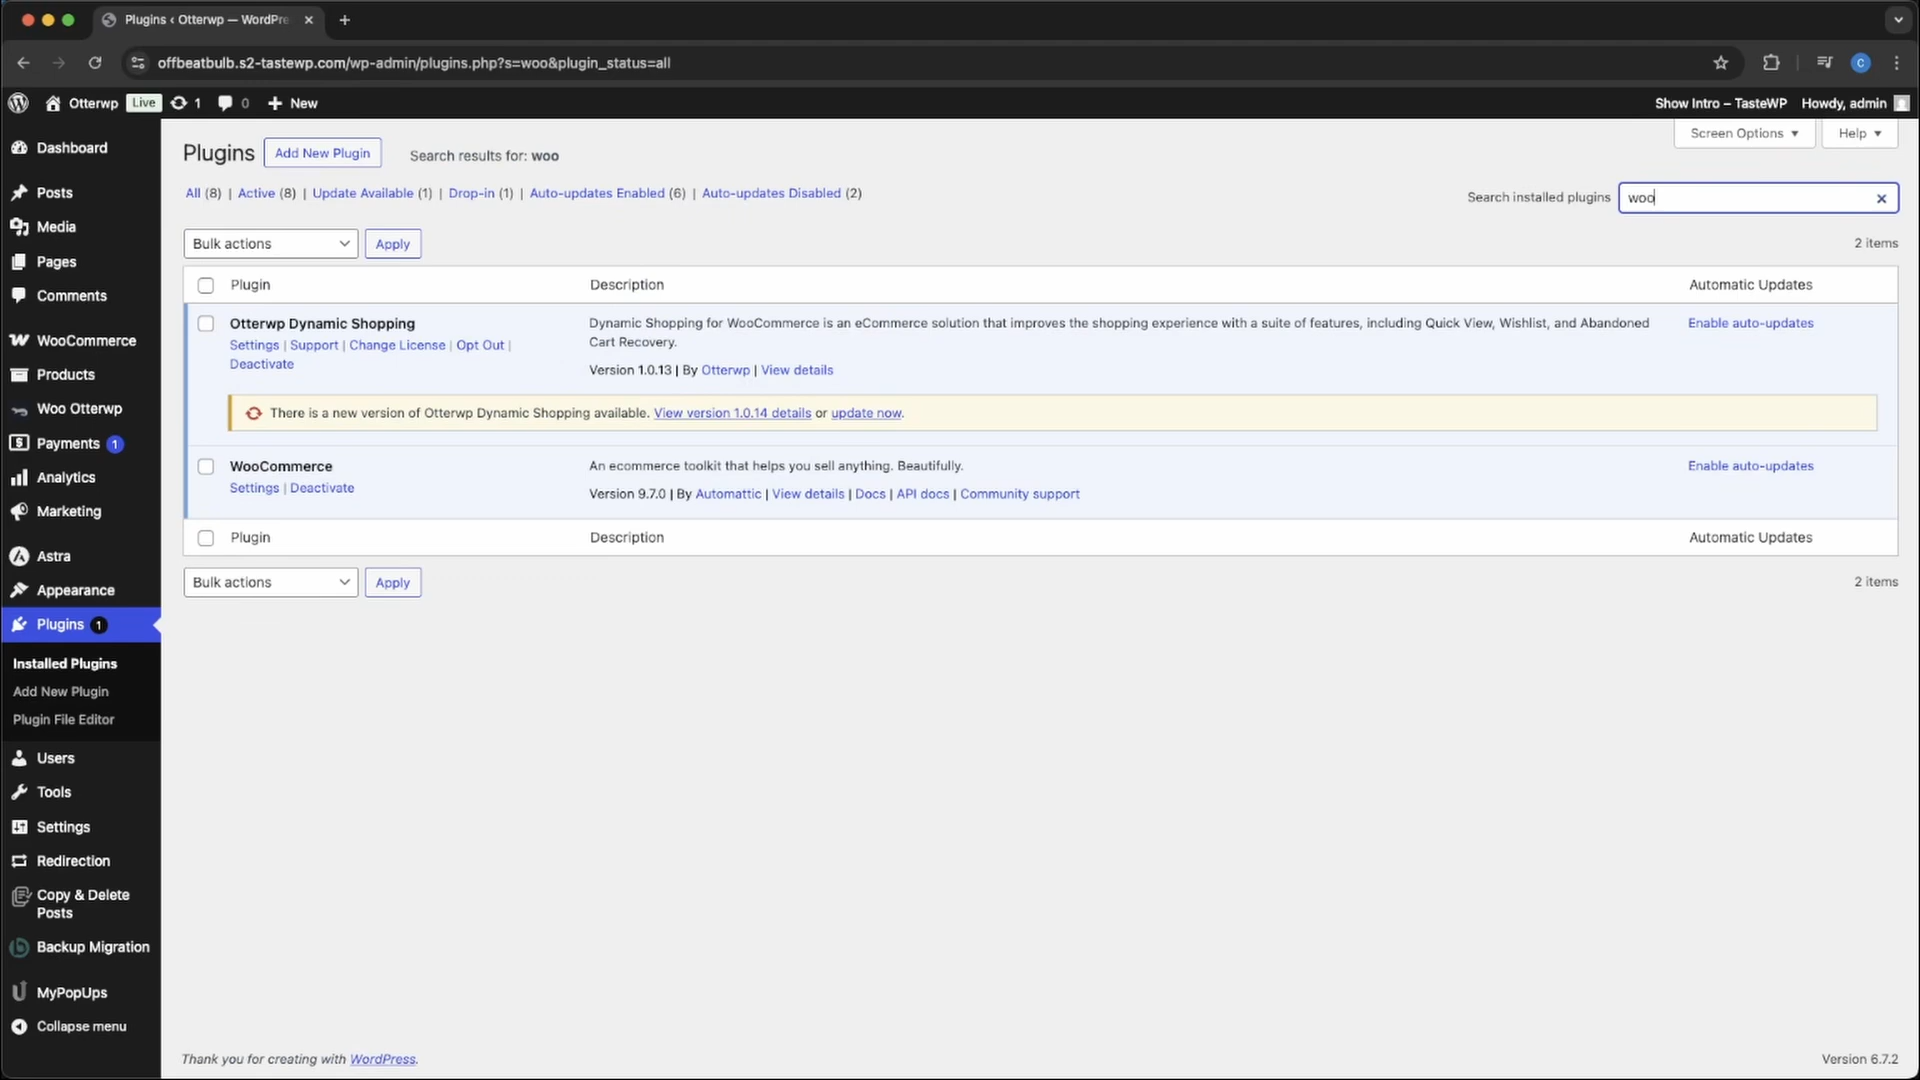 Plugins ‹ Otterwp — WordPre
offbeatbulb.s2-tastewp.com/wp-admin/plugins.php?s=woo&plugin_status=all
C
Otterwp Live 1 0 New
Show Intro – TasteWP Howdy, admin
Screen Options Help
Dashboard
Posts
Media
Pages
Comments
WooCommerce
Products
Woo Otterwp
Payments 1
Analytics
Marketing
Astra
Appearance
Plugins 1
Installed Plugins
Add New Plugin
Plugin File Editor
Users
Tools
Settings
Redirection
Copy & Delete
Posts
Backup Migration
MyPopUps
Collapse menu
Plugins Add New Plugin Search results for: woo
All (8) | Active (8) | Update Available (1) | Drop-in (1) | Auto-updates Enabled (6) | Auto-updates Disabled (2)
Search installed plugins woo
Bulk actions Apply
2 items
Plugin Description Automatic Updates
Otterwp Dynamic Shopping
Settings | Support | Change License | Opt Out |
Deactivate
Dynamic Shopping for WooCommerce is an eCommerce solution that improves the shopping experience with a suite of features, including Quick View, Wishlist, and Abandoned
Cart Recovery.
Version 1.0.13 | By Otterwp | View details
Enable auto-updates
There is a new version of Otterwp Dynamic Shopping available. View version 1.0.14 details or update now.
WooCommerce
Settings | Deactivate
An ecommerce toolkit that helps you sell anything. Beautifully.
Version 9.7.0 | By Automattic | View details | Docs | API docs | Community support
Enable auto-updates
Plugin Description Automatic Updates
Bulk actions Apply
2 items
Thank you for creating with WordPress.
Version 6.7.2